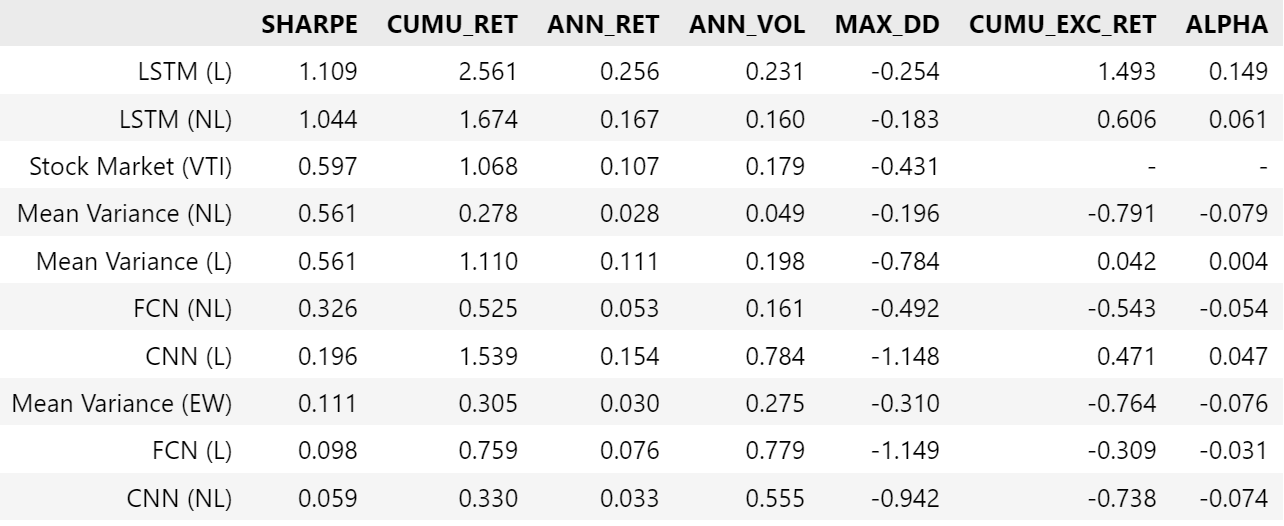 SHARPE CUMU_RET ANN_RET ANN_VOL MAX_DD CUMU_EXC_RET ALPHA
LSTM (L) 1.109 2.561 0.256 0.231 -0.254 1.493 0.149
LSTM (NL) 1.044 1.674 0.167 0.160 -0.183 0.606 0.061
Stock Market (VTI) 0.597 1.068 0.107 0.179 -0.431 - -
Mean Variance (NL) 0.561 0.278 0.028 0.049 -0.196 -0.791 -0.079
Mean Variance (L) 0.561 1.110 0.111 0.198 -0.784 0.042 0.004
FCN (NL) 0.326 0.525 0.053 0.161 -0.492 -0.543 -0.054
CNN (L) 0.196 1.539 0.154 0.784 -1.148 0.471 0.047
Mean Variance (EW) 0.111 0.305 0.030 0.275 -0.310 -0.764 -0.076
FCN (L) 0.098 0.759 0.076 0.779 -1.149 -0.309 -0.031
CNN (NL) 0.059 0.330 0.033 0.555 -0.942 -0.738 -0.074